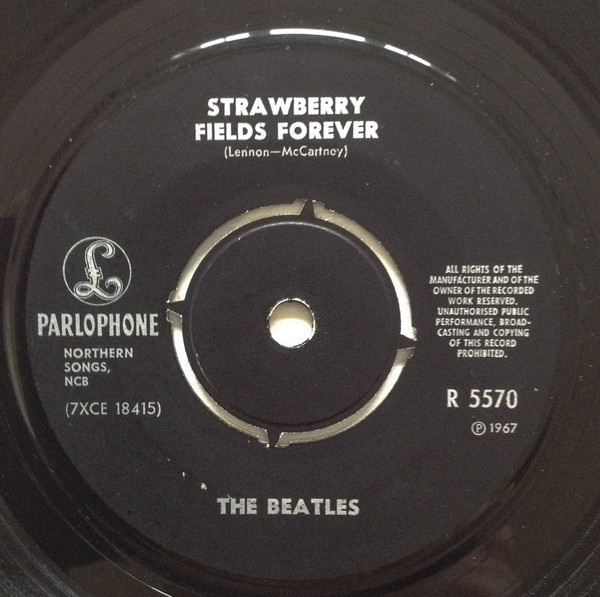 STRAWBERRY
FIELDS FOREVER
(Lennon—McCartney)
£
PARLOPHONE
NORTHERN
SONGS,
NCB
(7XCE 18415)
ALL RIGHTS OF THE
MANUFACTURER AND OF THE
OWNER OF THE RECORDED
WORK RESERVED.
UNAUTHORISED PUBLIC
PERFORMANCE, BROAD-
CASTING AND COPYING
OF THIS RECORD
PROHIBITED.
R 5570
℗ 1967
THE BEATLES